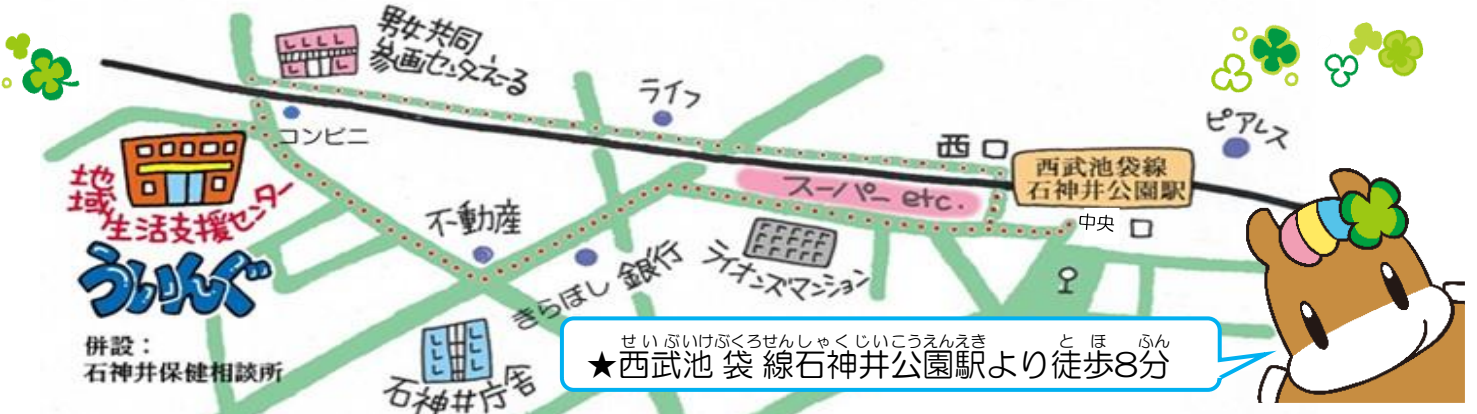 男女共同
参画センターえーる
コンビニ
ライフ
西口
ピアレス
西武池袋線
石神井公園駅
スーパー etc.
中央 口
地域
生活支援センター
ういんぐ
不動産
きらぼし 銀行
ライオンズマンション
併設：
石神井保健相談所
石神井庁舎
せいぶいけぶくろせんしゃくじいこうえんえき とほ ふん
★西武池袋線石神井公園駅より徒歩8分